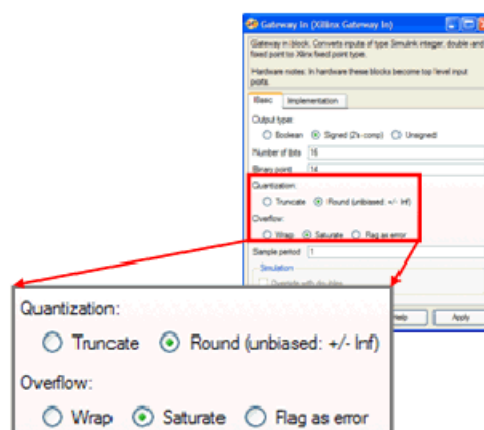 Gateway In (Xilinx Gateway In)
Gateway in block. Converts inputs of type Simulink integer, double and
fixed point to Xilinx fixed point type.
Hardware notes: In hardware these blocks become top level input
ports.
Basic Implementation
Output type:
Boolean Signed (2's comp) Unsigned
Number of bits 16
Binary point 14
Quantization:
Truncate Round (unbiased: +/- Inf)
Overflow:
Wrap Saturate Flag as error
Sample period 1
Simulation
Override with doubles
Help Apply
Quantization:
Truncate Round (unbiased: +/- Inf)
Overflow:
Wrap Saturate Flag as error